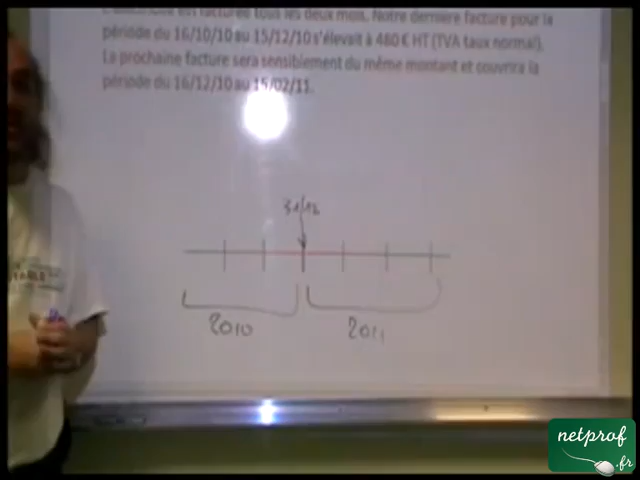 L'électricité est facturée tous les deux mois. Notre dernière facture pour la
période du 16/10/10 au 15/12/10 s'élevait à 480 € HT (TVA taux normal).
La prochaine facture sera sensiblement du même montant et couvrira la
période du 16/12/10 au 15/02/11.
31/12
2010
2011
TABLE
netprof
.fr